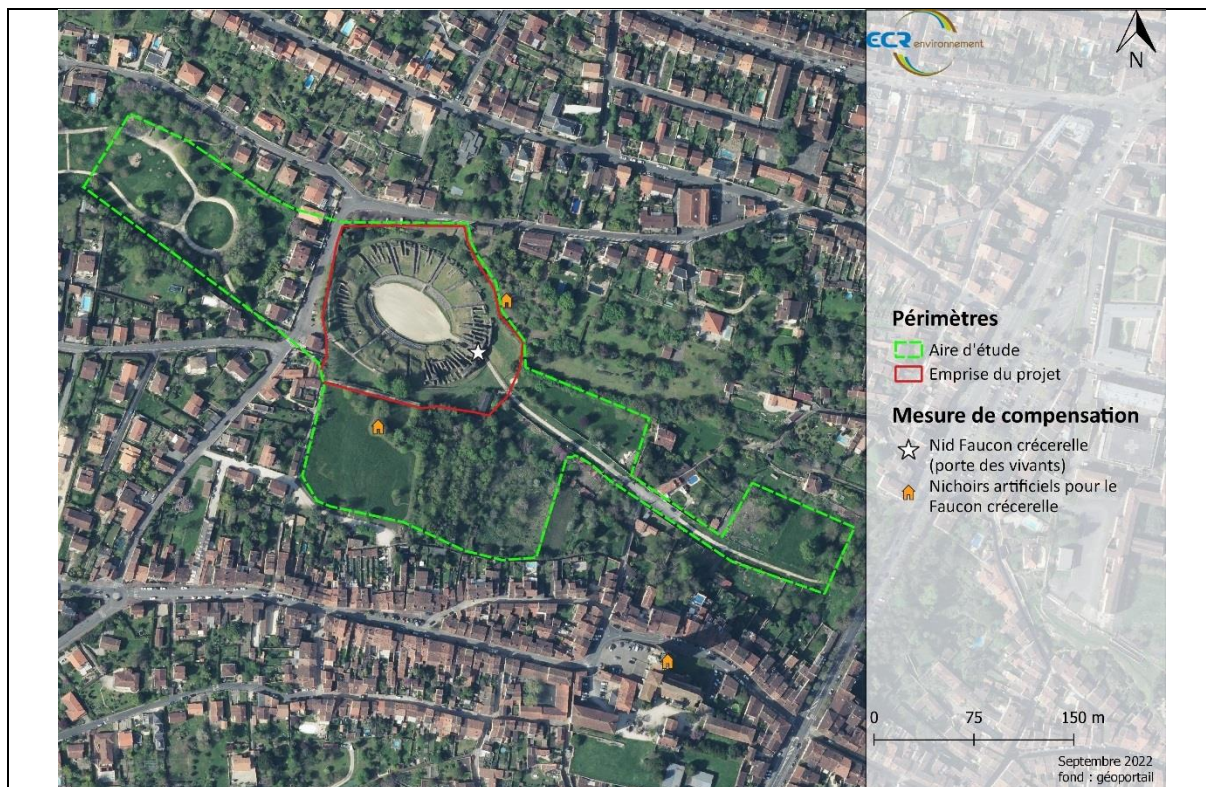 ECR environnement
N
Périmètres
Aire d'étude
Emprise du projet
Mesure de compensation
Nid Faucon crécerelle
(porte des vivants)
Nichoirs artificiels pour le
Faucon crécerelle
0 75 150 m
Septembre 2022
fond : géoportail